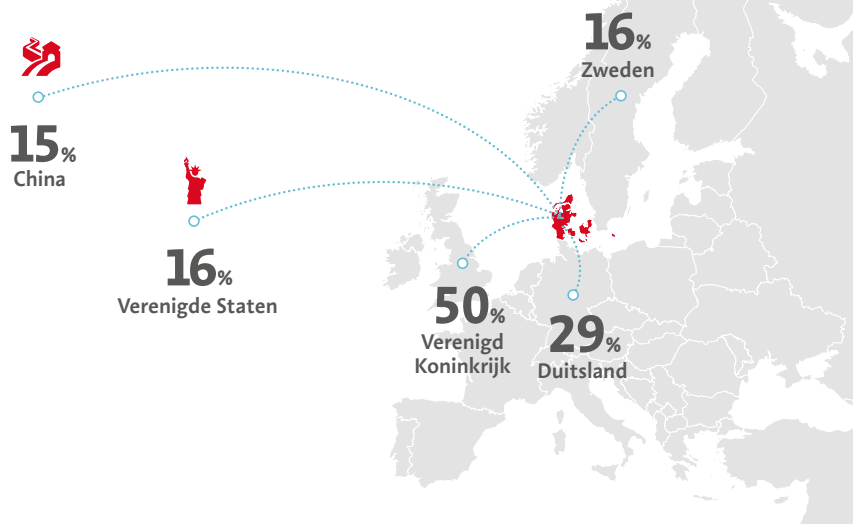 16%
Zweden
15%
China
16%
Verenigde Staten
50%
Verenigd
Koninkrijk
29%
Duitsland